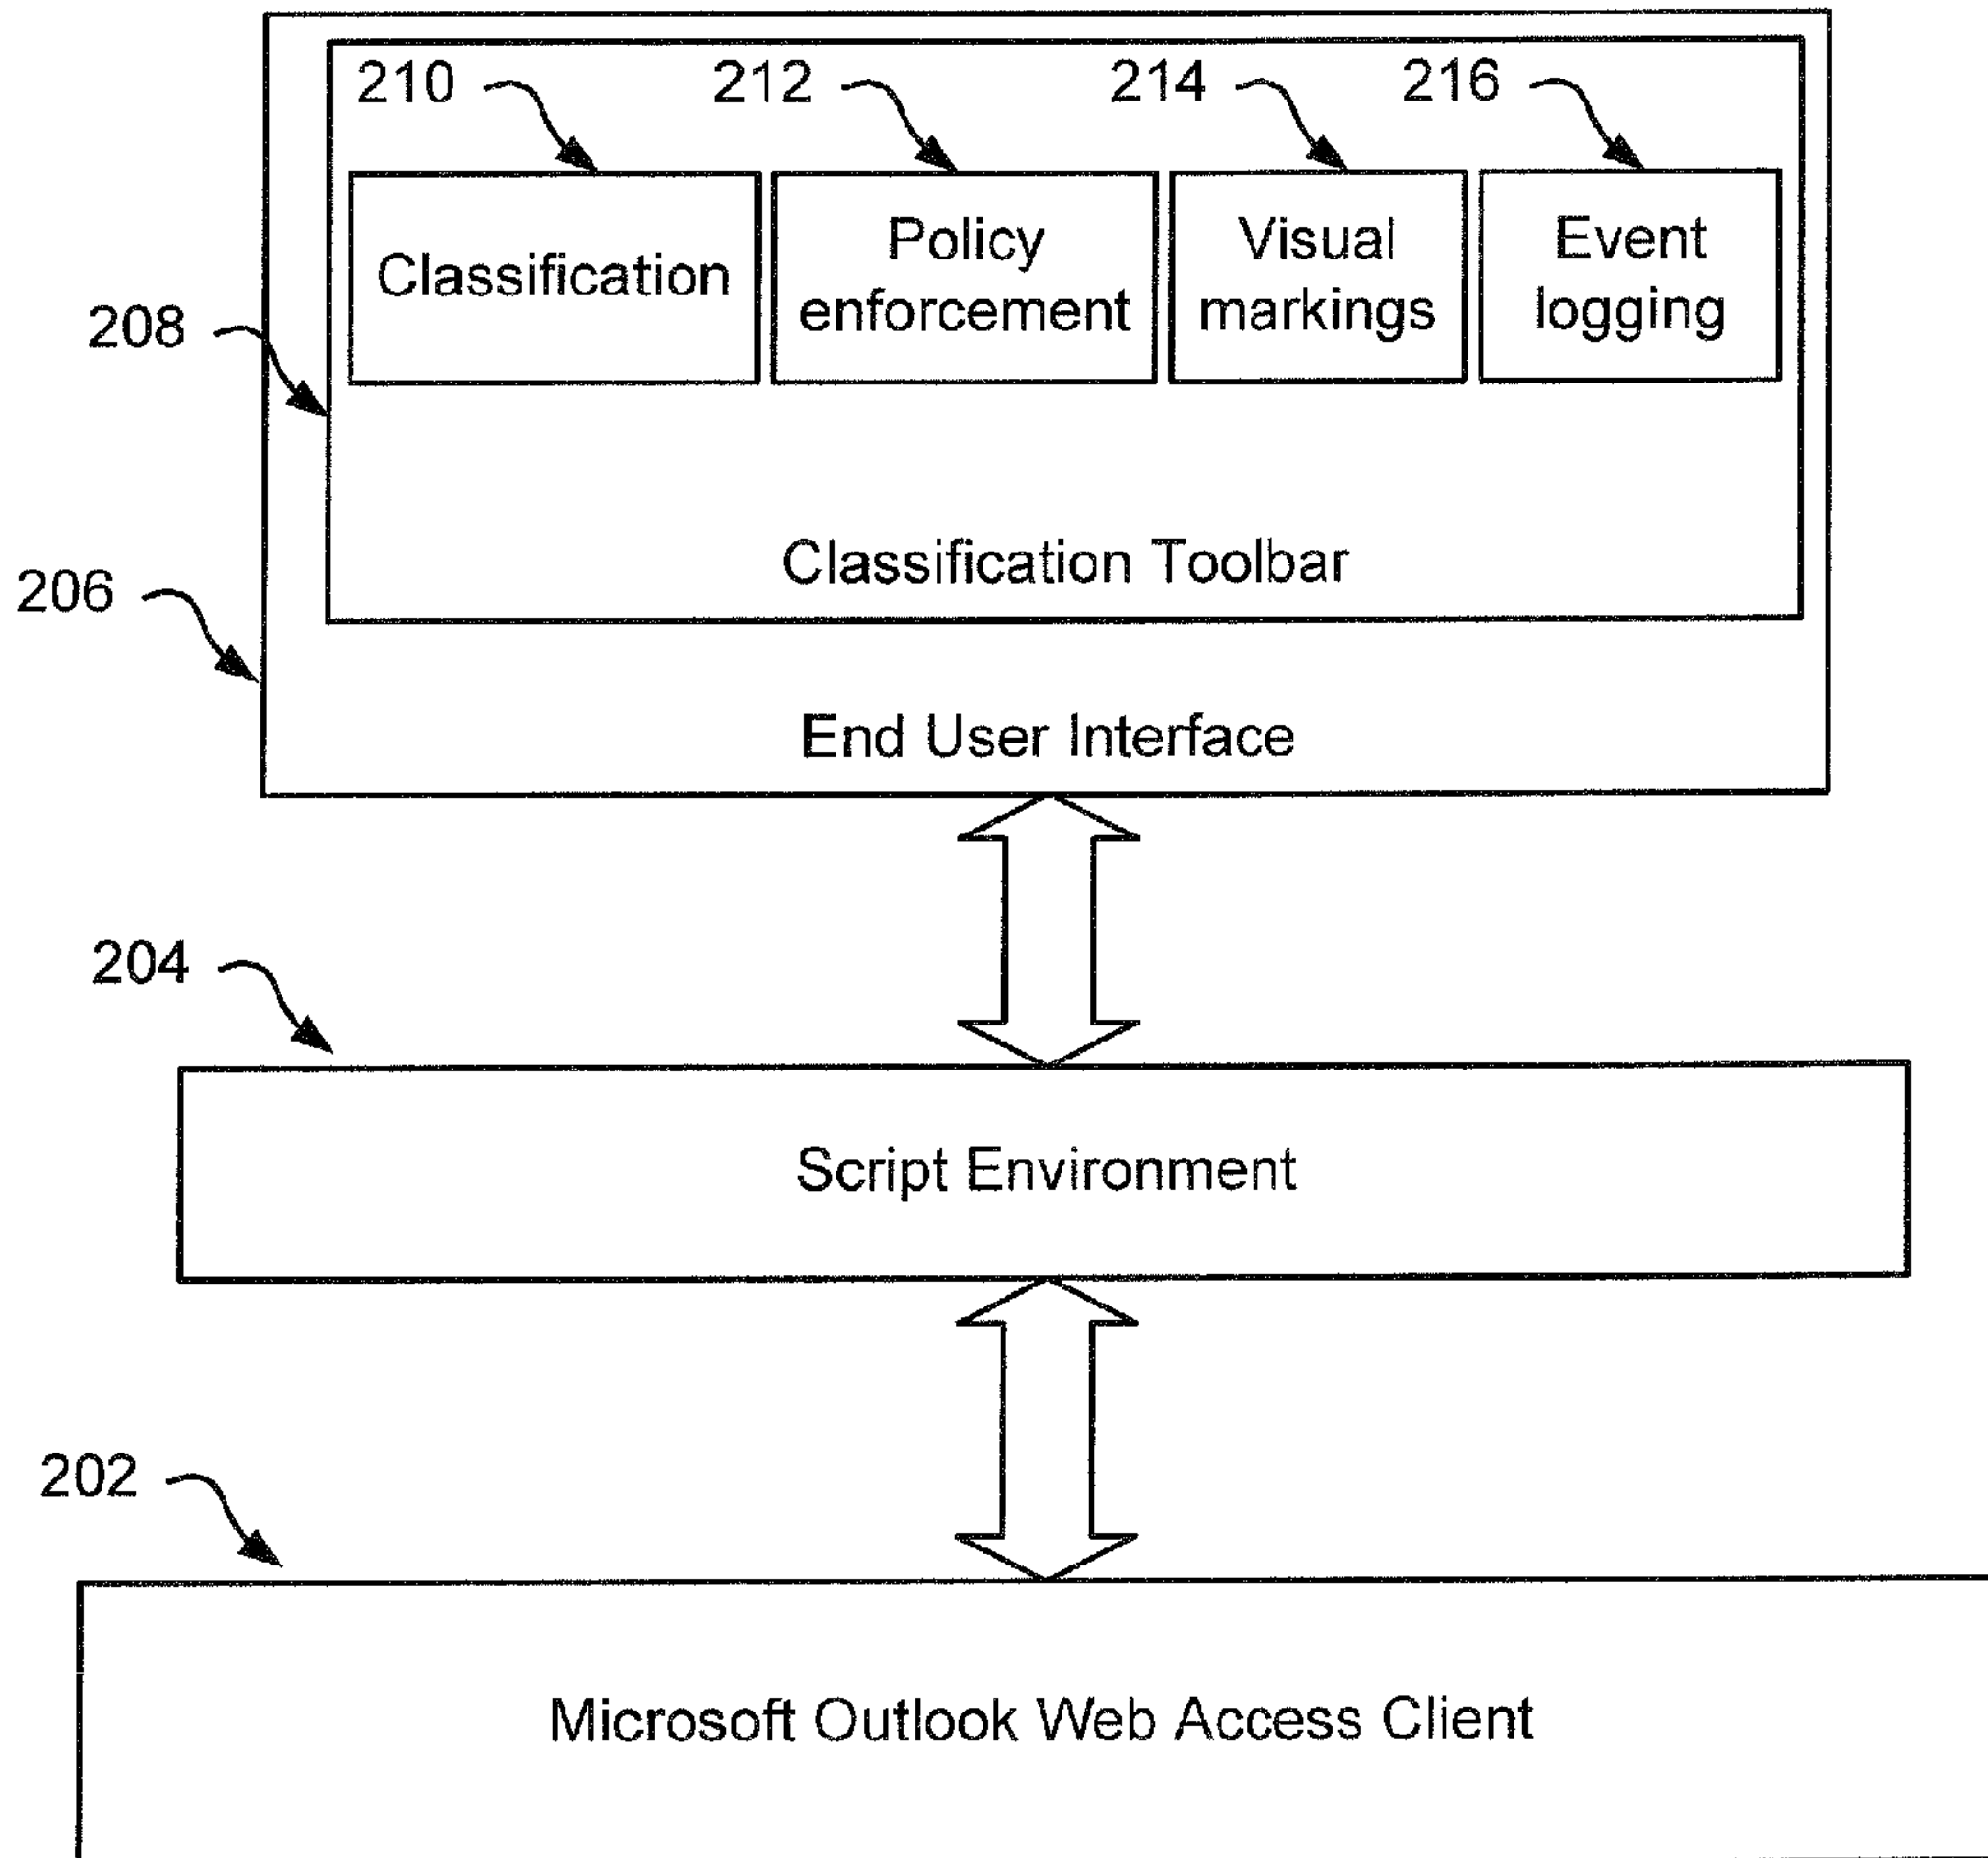 210
212
214
216
Classification
Policy
enforcement
Visual
markings
Event
logging
208
Classification Toolbar
206
End User Interface
204
Script Environment
202
Microsoft Outlook Web Access Client